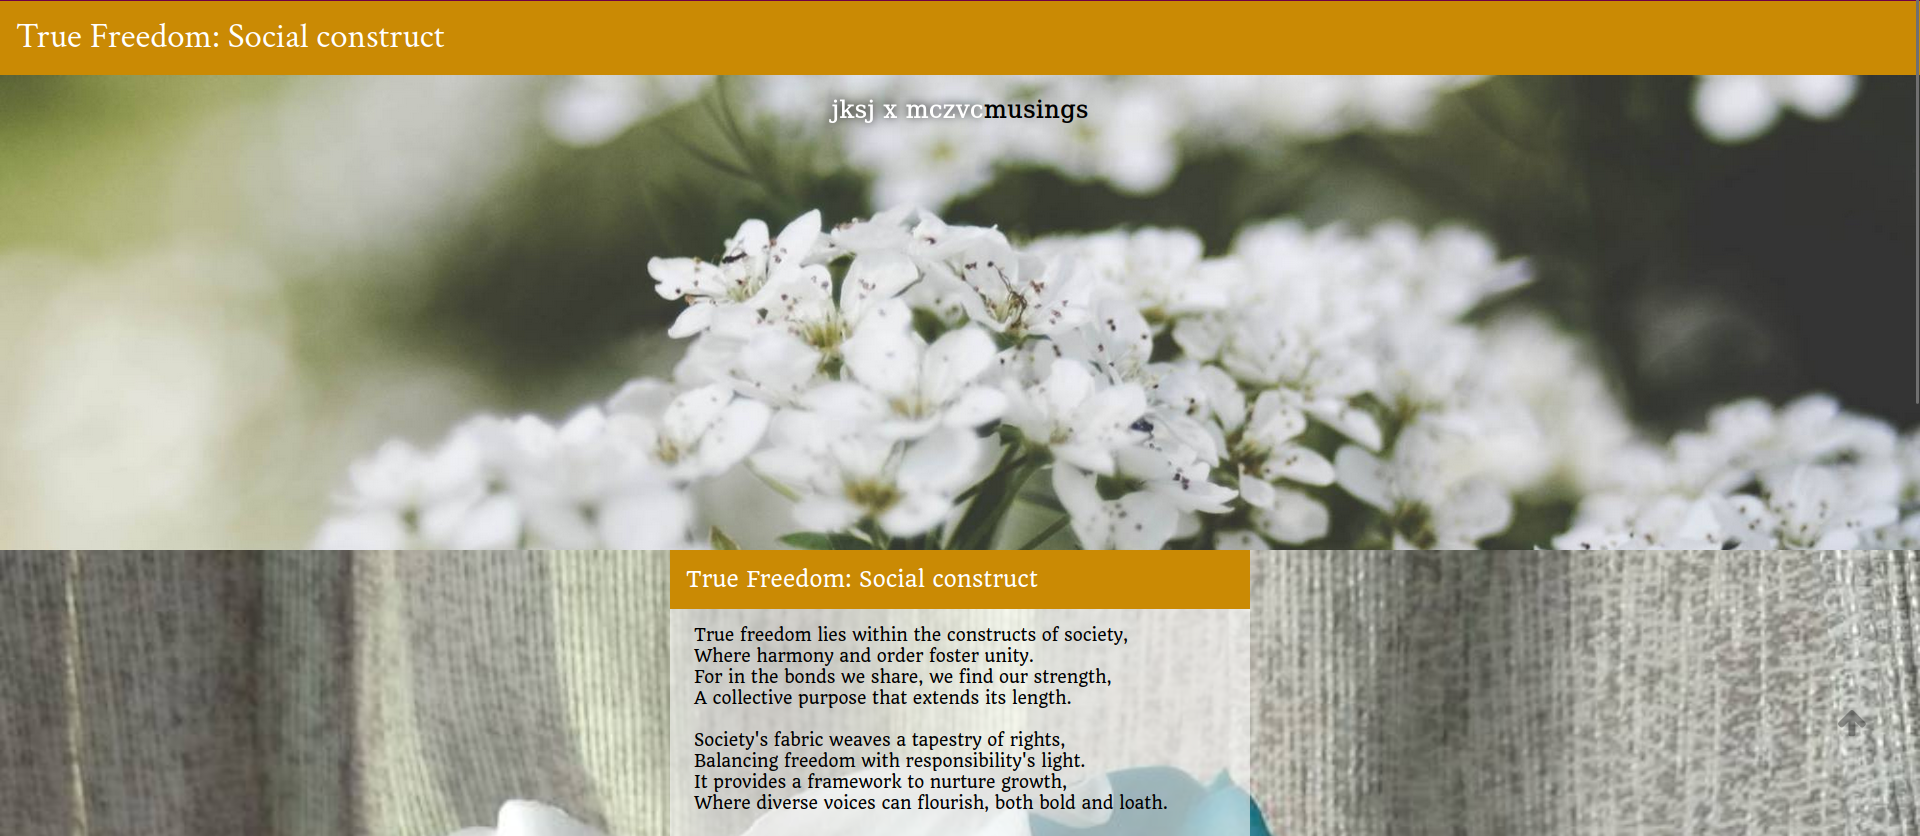 True Freedom: Social construct
jksj x mczvcmusings
True Freedom: Social construct
True freedom lies within the constructs of society,
Where harmony and order foster unity.
For in the bonds we share, we find our strength,
A collective purpose that extends its length.
Society's fabric weaves a tapestry of rights,
Balancing freedom with responsibility's light.
It provides a framework to nurture growth,
Where diverse voices can flourish, both bold and loath.